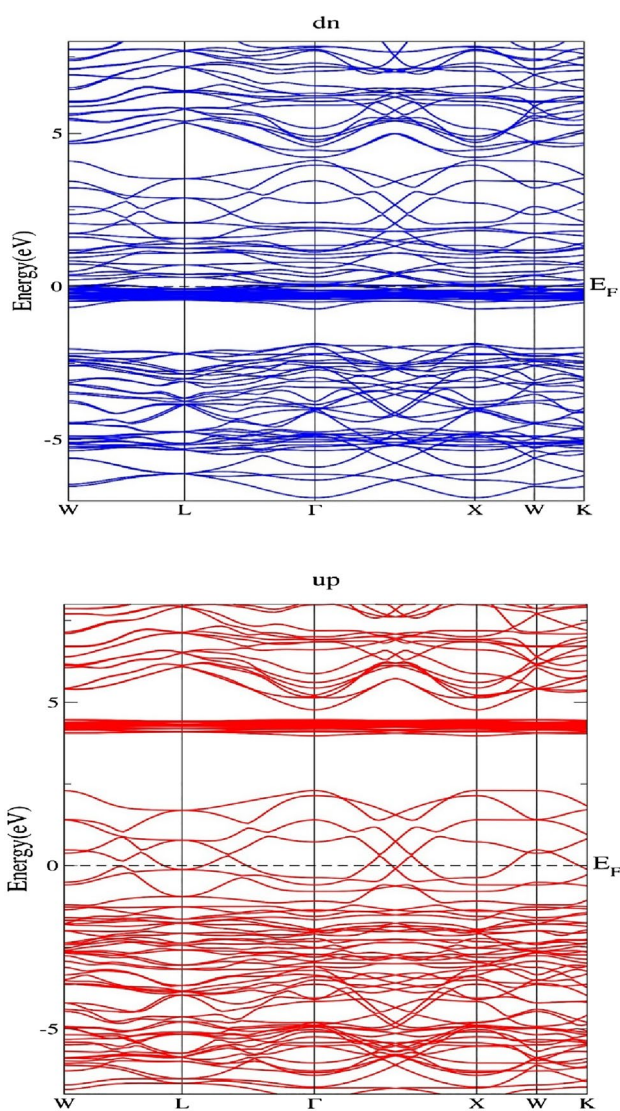 dn
5
Energy(eV)
0
E_F
-5
W L Γ X W K
up
5
Energy(eV)
0
E_F
-5
W L Γ X W K